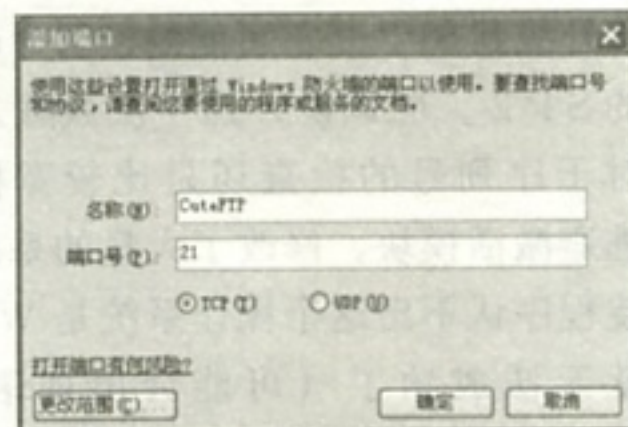 添加端口
使用这些设置打开通过 Windows 防火墙的端口以使用。要查找端口号
和协议，请查阅您要使用的程序或服务的文档。
名称(M): CuteFTP
端口号(P): 21
TCP(T) UDP(U)
打开端口有何风险?
更改范围(C)... 确定 取消